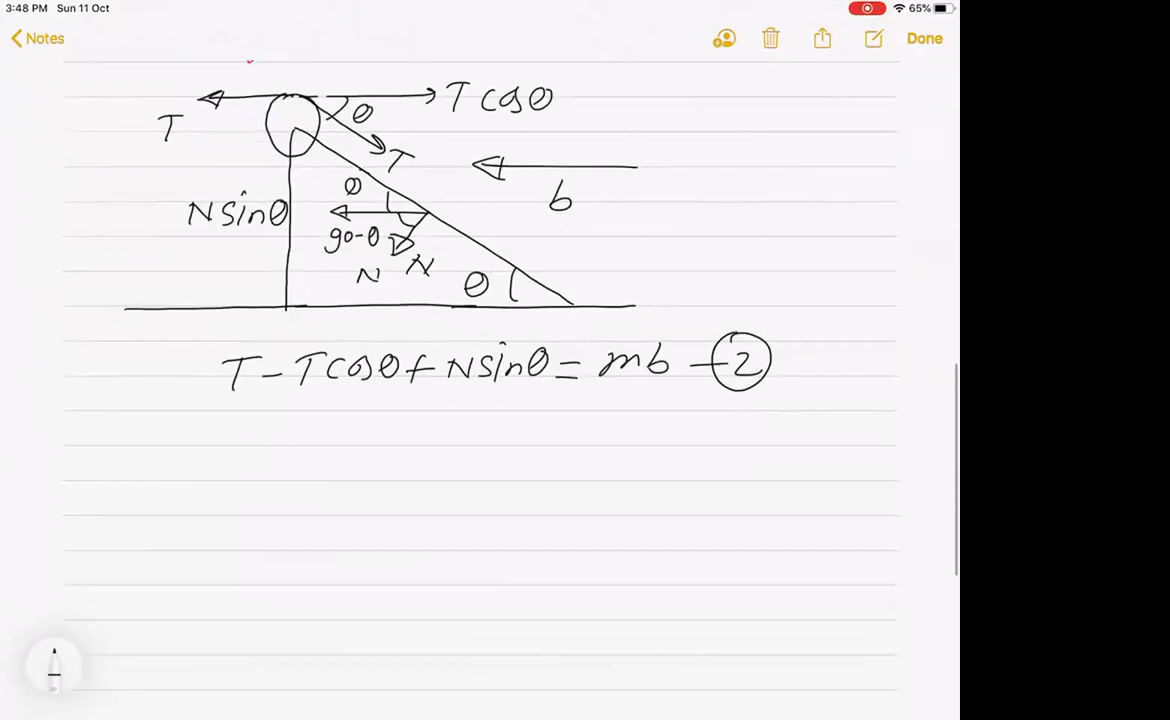 3:48 PM Sun 11 Oct 65%
Notes Done
T cosθ
T θ
T
θ
b
N sinθ
90-θ
N N
θ
T - T cosθ + N sinθ = mb - 2